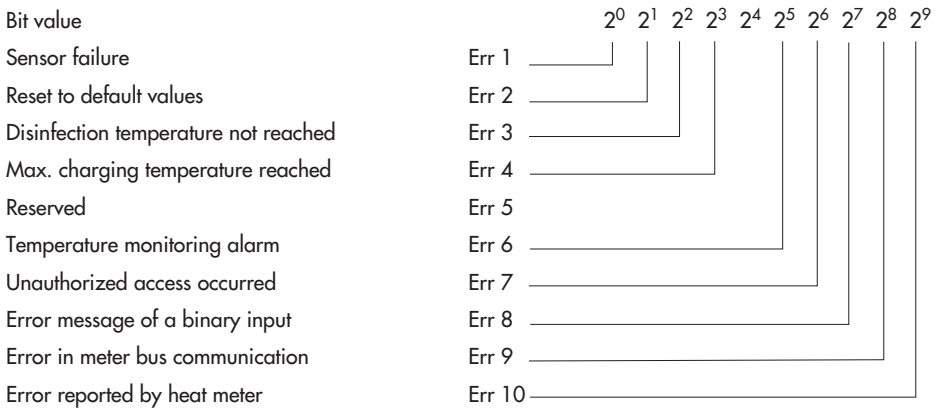 Bit value 2⁰ 2¹ 2² 2³ 2⁴ 2⁵ 2⁶ 2⁷ 2⁸ 2⁹
Sensor failure Err 1
Reset to default values Err 2
Disinfection temperature not reached Err 3
Max. charging temperature reached Err 4
Reserved Err 5
Temperature monitoring alarm Err 6
Unauthorized access occurred Err 7
Error message of a binary input Err 8
Error in meter bus communication Err 9
Error reported by heat meter Err 10